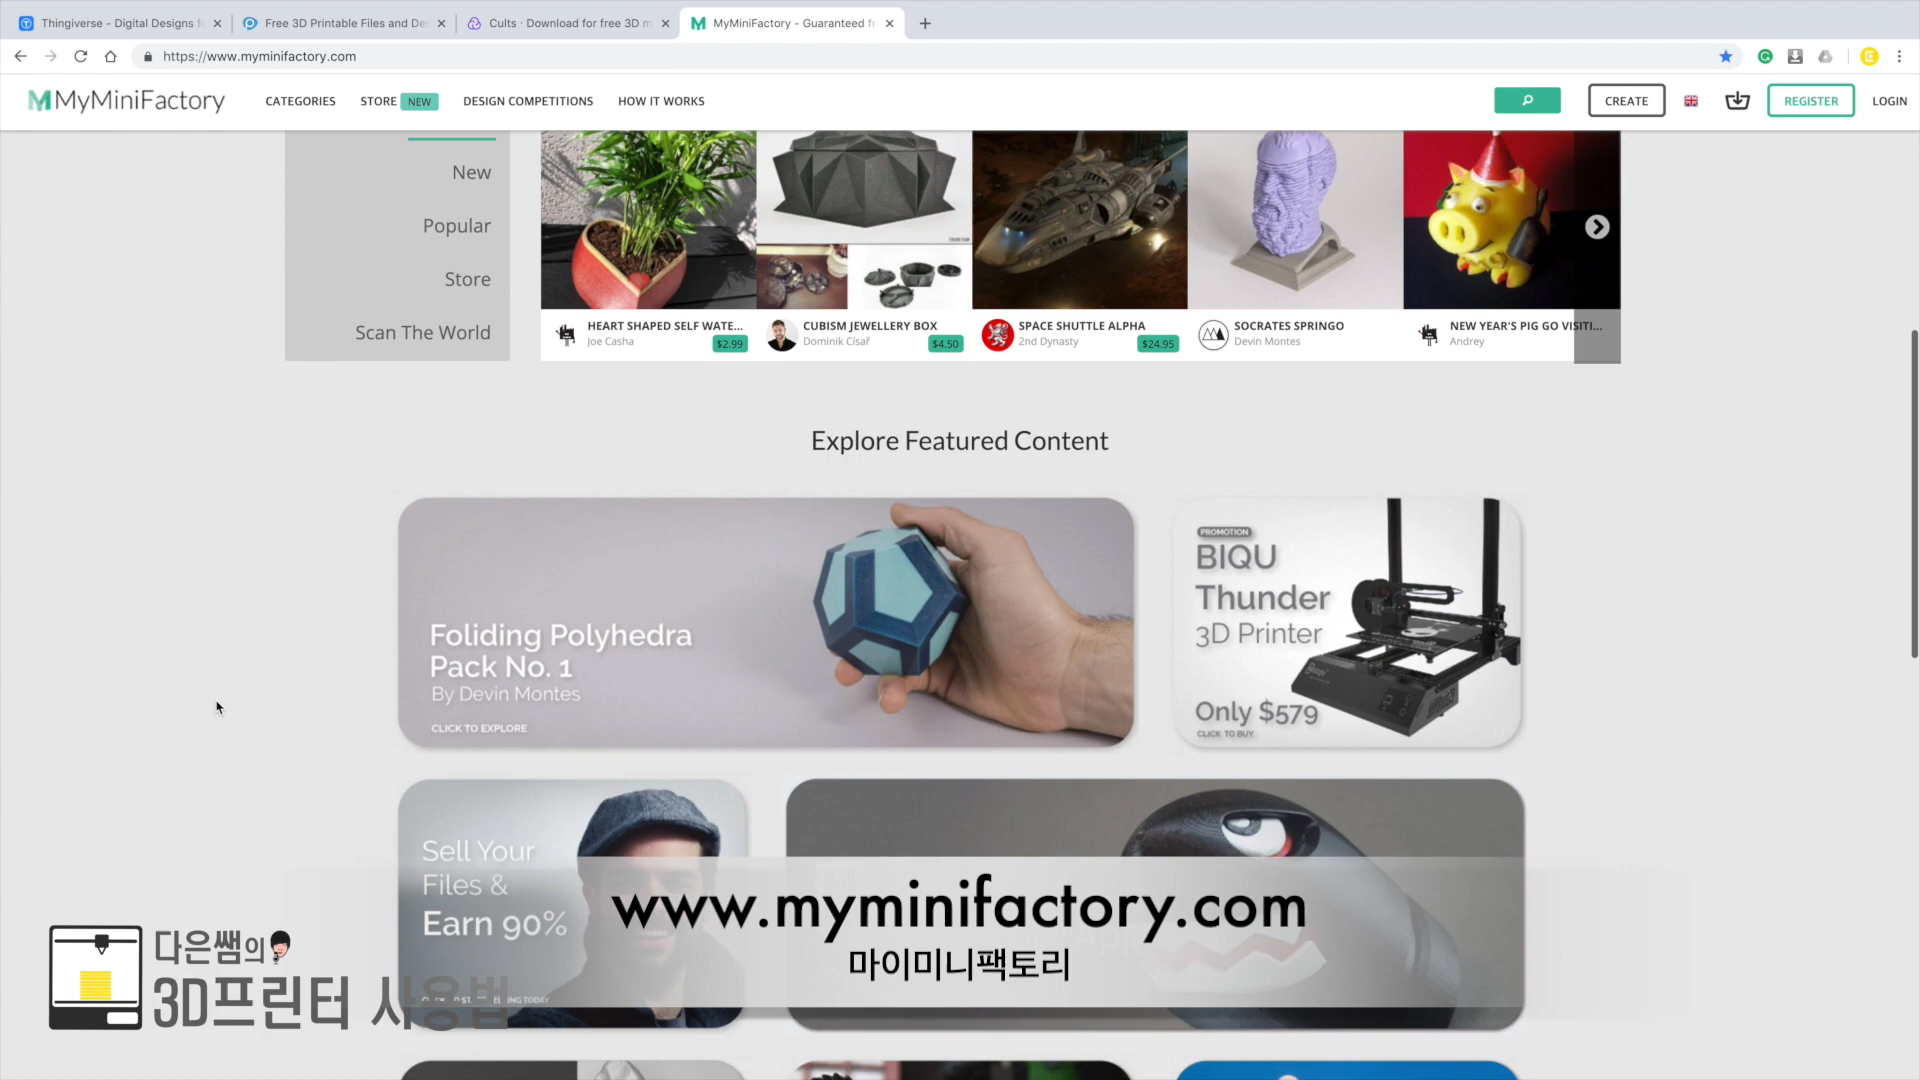 Thingiverse - Digital Designs fo
Free 3D Printable Files and Des
Cults · Download for free 3D m
MyMiniFactory - Guaranteed fr
https://www.myminifactory.com
MyMiniFactory
CATEGORIES
STORE NEW
DESIGN COMPETITIONS
HOW IT WORKS
CREATE
REGISTER
LOGIN
New
Popular
Store
Scan The World
HEART SHAPED SELF WATE...
Joe Casha
$2.99
CUBISM JEWELLERY BOX
Dominik Císař
$4.50
SPACE SHUTTLE ALPHA
2nd Dynasty
$24.95
SOCRATES SPRINGO
Devin Montes
NEW YEAR'S PIG GO VISITI...
Andrey
Explore Featured Content
Foliding Polyhedra
Pack No. 1
By Devin Montes
CLICK TO EXPLORE
PROMOTION
BIQU
Thunder
3D Printer
Only $579
CLICK TO BUY
Sell Your
Files &
Earn 90%
www.myminifactory.com
마이미니팩토리
다은쌤의
3D프린터 사용법